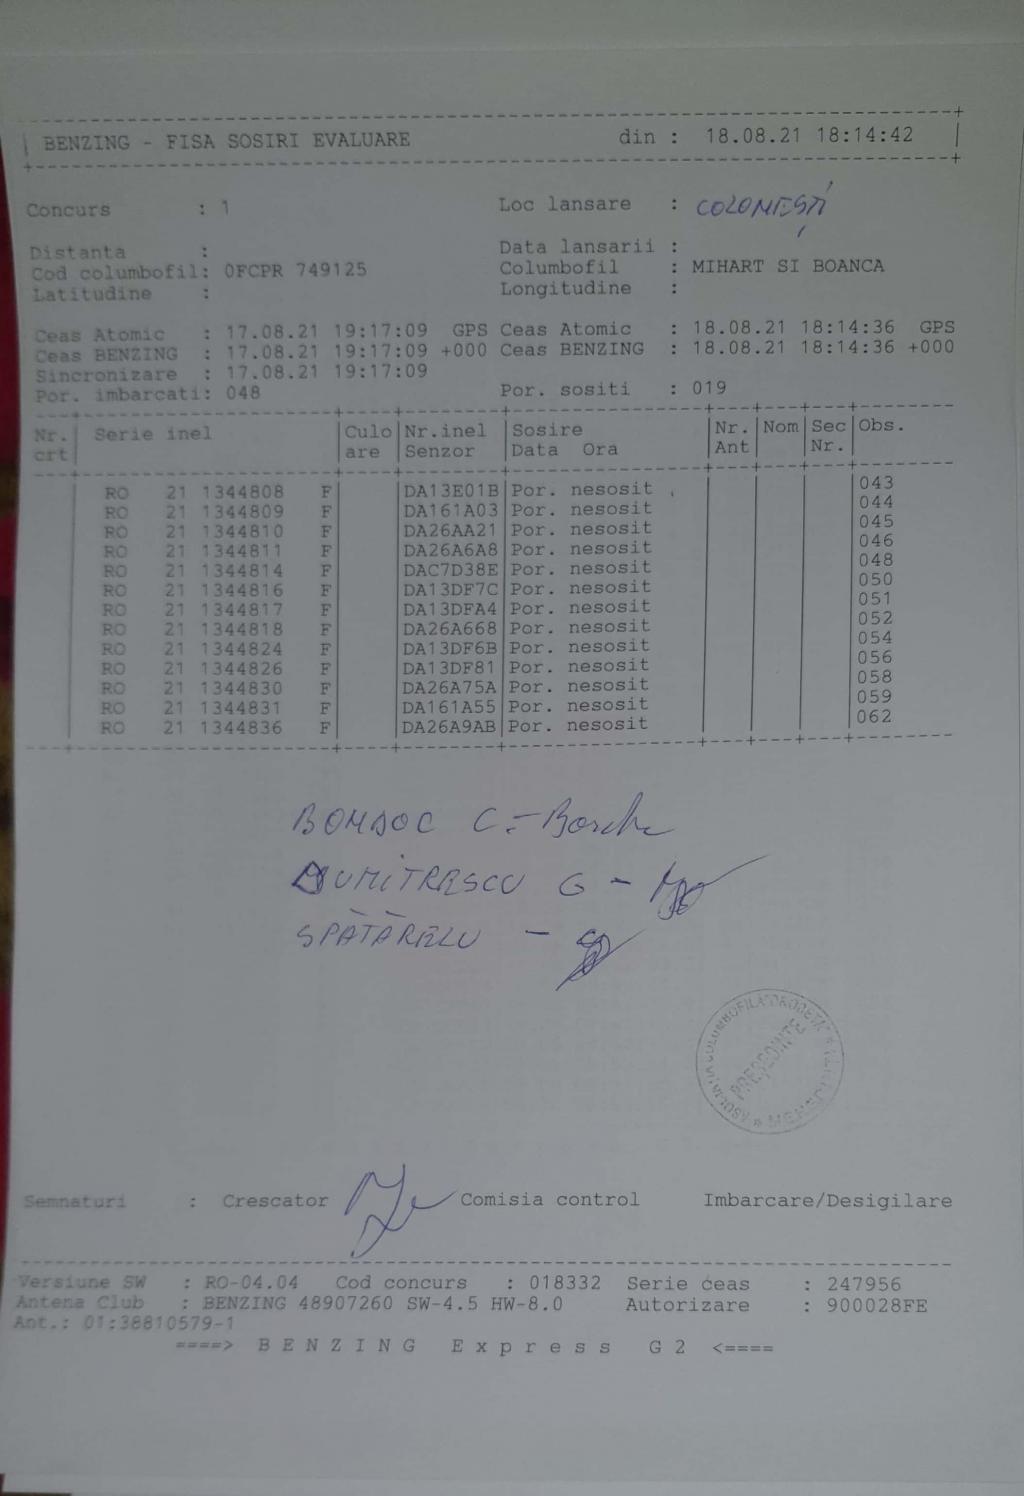 BENZING - FISA SOSIRI EVALUARE din : 18.08.21 18:14:42
Concurs : 1 Loc lansare : COLONEȘTI
Distanta : Data lansarii :
Cod columbofil: 0FCPR 749125 Columbofil : MIHART SI BOANCA
Latitudine : Longitudine :
Ceas Atomic : 17.08.21 19:17:09 GPS Ceas Atomic : 18.08.21 18:14:36 GPS
Ceas BENZING : 17.08.21 19:17:09 +000 Ceas BENZING : 18.08.21 18:14:36 +000
Sincronizare : 17.08.21 19:17:09
Por. imbarcati: 048 Por. sositi : 019
Nr. Serie inel Culo Nr.inel Sosire Nr. Nom Sec Obs.
crt are Senzor Data Ora Ant Nr.
RO 21 1344808 F DA13E01B Por. nesosit 043
RO 21 1344809 F DA161A03 Por. nesosit 044
RO 21 1344810 F DA26AA21 Por. nesosit 045
RO 21 1344811 F DA26A6A8 Por. nesosit 046
RO 21 1344814 F DAC7D38E Por. nesosit 048
RO 21 1344816 F DA13DF7C Por. nesosit 050
RO 21 1344817 F DA13DFA4 Por. nesosit 051
RO 21 1344818 F DA26A668 Por. nesosit 052
RO 21 1344824 F DA13DF6B Por. nesosit 054
RO 21 1344826 F DA13DF81 Por. nesosit 056
RO 21 1344830 F DA26A75A Por. nesosit 058
RO 21 1344831 F DA161A55 Por. nesosit 059
RO 21 1344836 F DA26A9AB Por. nesosit 062
C. -
DUMITRESCU G -
SPĂTĂRELU -
COLUMBOFILA DROBETA
PREȘEDINTE
Semnaturi : Crescator Comisia control Imbarcare/Desigilare
Versiune SW : RO-04.04 Cod concurs : 018332 Serie ceas : 247956
Antena Club : BENZING 48907260 SW-4.5 HW-8.0 Autorizare : 900028FE
Ant.: 01:38810579-1
====> B E N Z I N G E x p r e s s G 2 <====